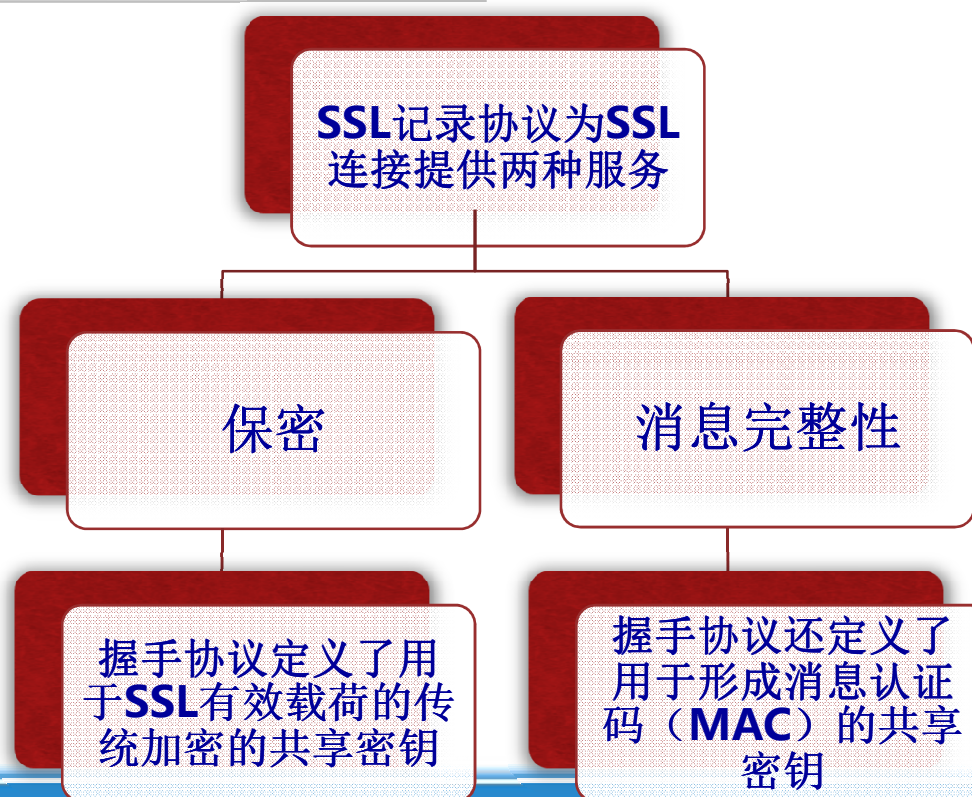 SSL记录协议为SSL
连接提供两种服务
保密
消息完整性
握手协议定义了用
于SSL有效载荷的传
统加密的共享密钥
握手协议还定义了
用于形成消息认证
码（MAC）的共享
密钥